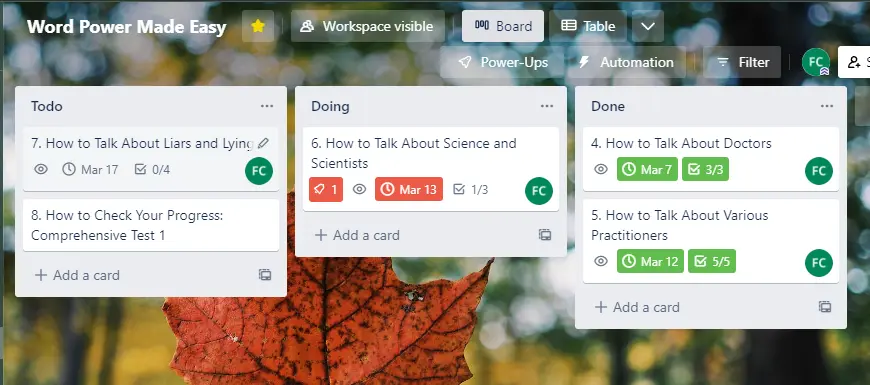 Word Power Made Easy
Workspace visible
Board
Table
Power-Ups
Automation
Filter
FC
Todo
7. How to Talk About Liars and Lying
Mar 17
0/4
FC
8. How to Check Your Progress:
Comprehensive Test 1
Add a card
Doing
6. How to Talk About Science and
Scientists
1
Mar 13
1/3
FC
Add a card
Done
4. How to Talk About Doctors
Mar 7
3/3
FC
5. How to Talk About Various
Practitioners
Mar 12
5/5
FC
Add a card